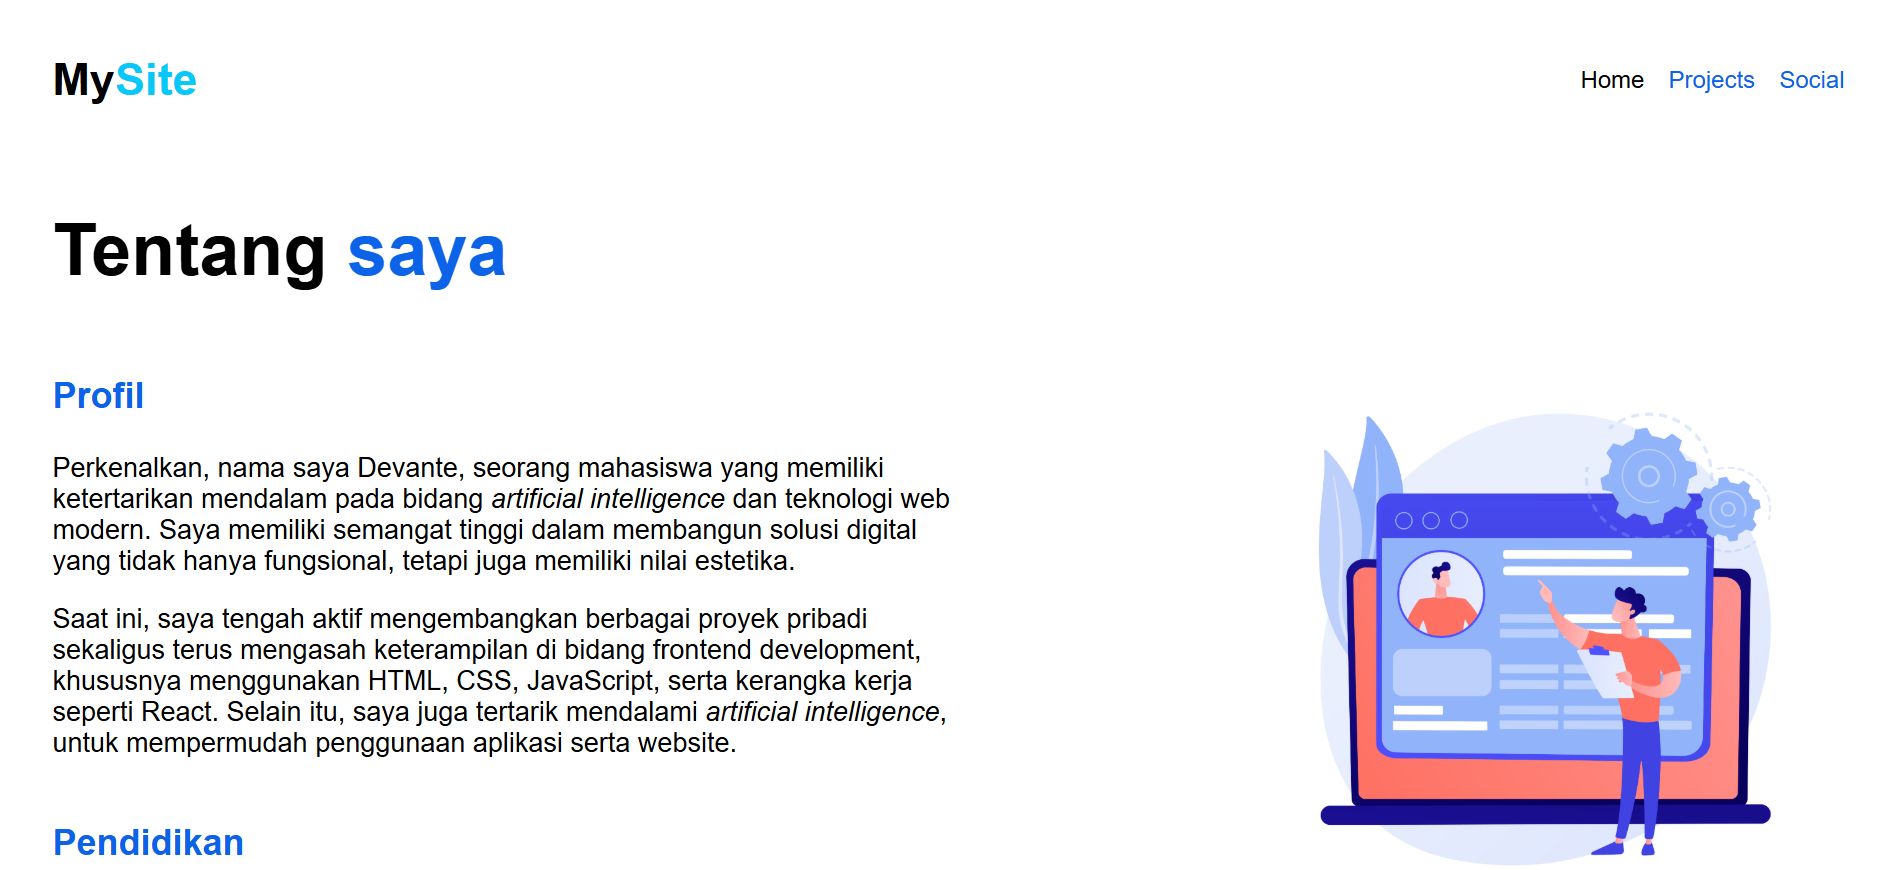 MySite
Home Projects Social
Tentang saya
Profil
Perkenalkan, nama saya Devante, seorang mahasiswa yang memiliki
ketertarikan mendalam pada bidang artificial intelligence dan teknologi web
modern. Saya memiliki semangat tinggi dalam membangun solusi digital
yang tidak hanya fungsional, tetapi juga memiliki nilai estetika.
Saat ini, saya tengah aktif mengembangkan berbagai proyek pribadi
sekaligus terus mengasah keterampilan di bidang frontend development,
khususnya menggunakan HTML, CSS, JavaScript, serta kerangka kerja
seperti React. Selain itu, saya juga tertarik mendalami artificial intelligence,
untuk mempermudah penggunaan aplikasi serta website.
Pendidikan